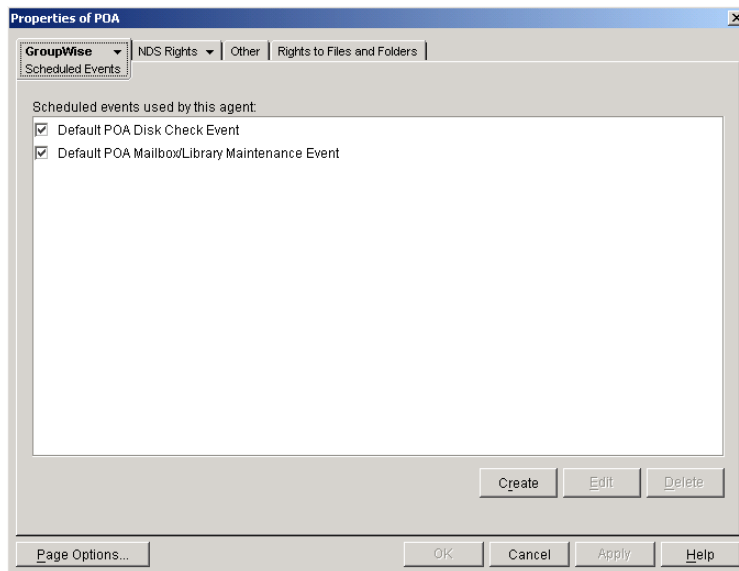 Properties of POA
GroupWise
NDS Rights
Other
Rights to Files and Folders
Scheduled Events
Scheduled events used by this agent:
Default POA Disk Check Event
Default POA Mailbox/Library Maintenance Event
Create
Edit
Delete
Page Options...
OK
Cancel
Apply
Help